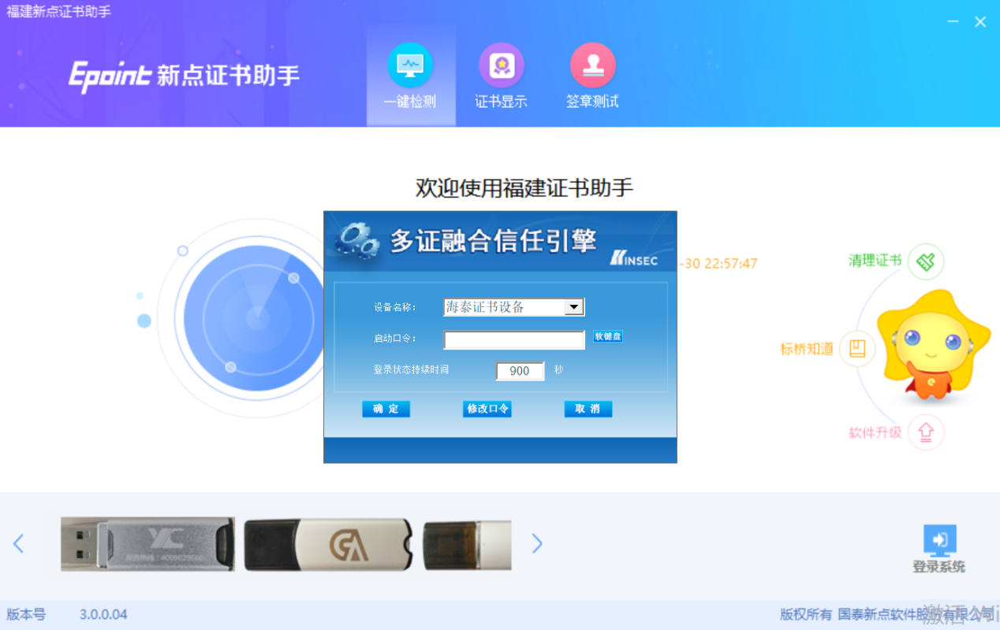 福建新点证书助手
Epoint 新点证书助手
一键检测
证书显示
签章测试
欢迎使用福建证书助手
多证融合信任引擎
INSEC
-30 22:57:47
设备名称:
海泰证书设备
启动口令:
软键盘
登录状态持续时间
900
秒
确 定
修改口令
取 消
清理证书
标桥知道
软件升级
登录系统
版本号
3.0.0.04
版权所有 国泰新点软件股份有限公司
激活 Wi